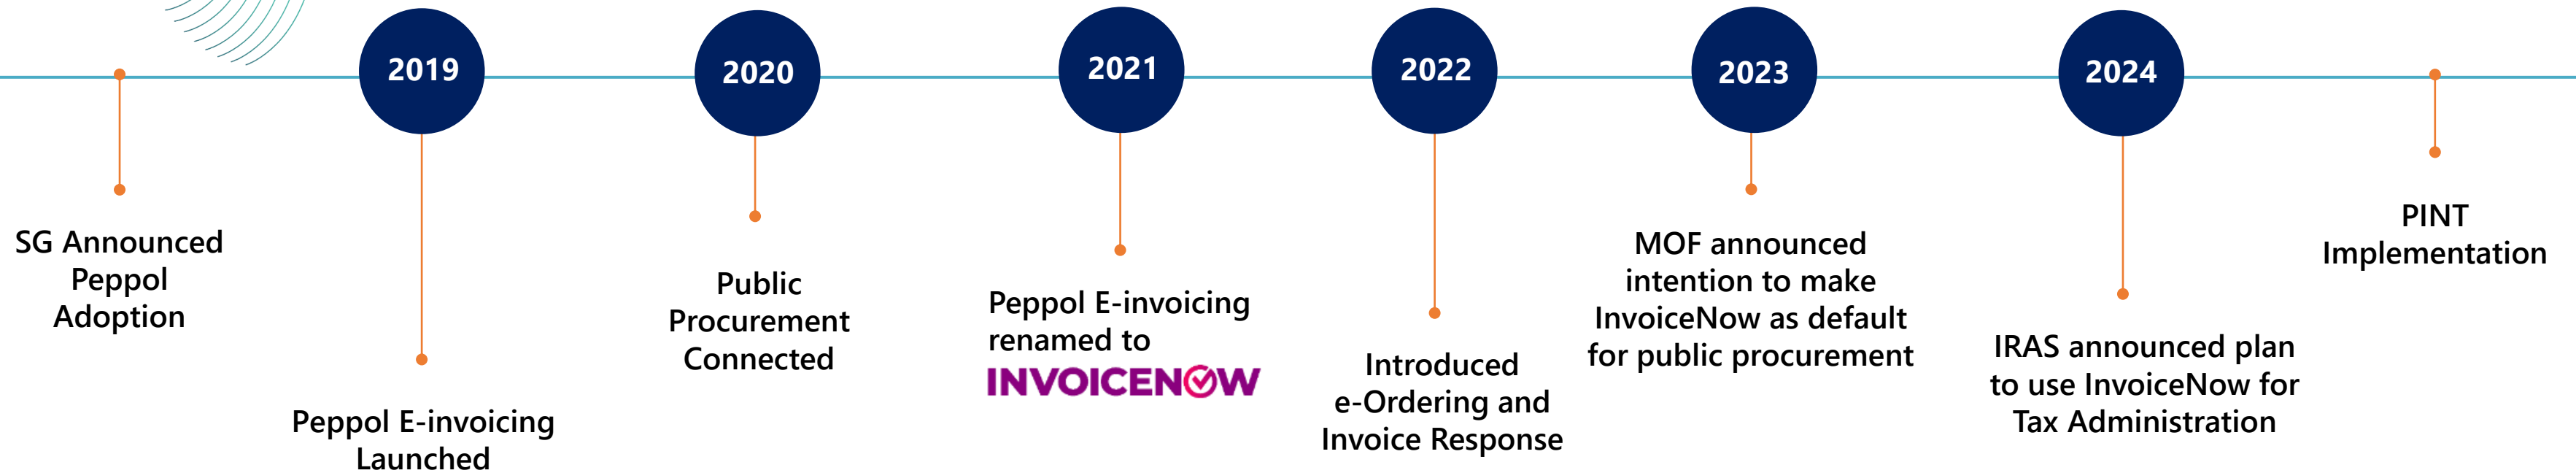 SG Announced
Peppol
Adoption
2019
Peppol E-invoicing
Launched
2020
Public
Procurement
Connected
2021
Peppol E-invoicing
renamed to
INVOICENOW
2022
Introduced
e-Ordering and
Invoice Response
2023
MOF announced
intention to make
InvoiceNow as default
for public procurement
2024
IRAS announced plan
to use InvoiceNow for
Tax Administration
PINT
Implementation